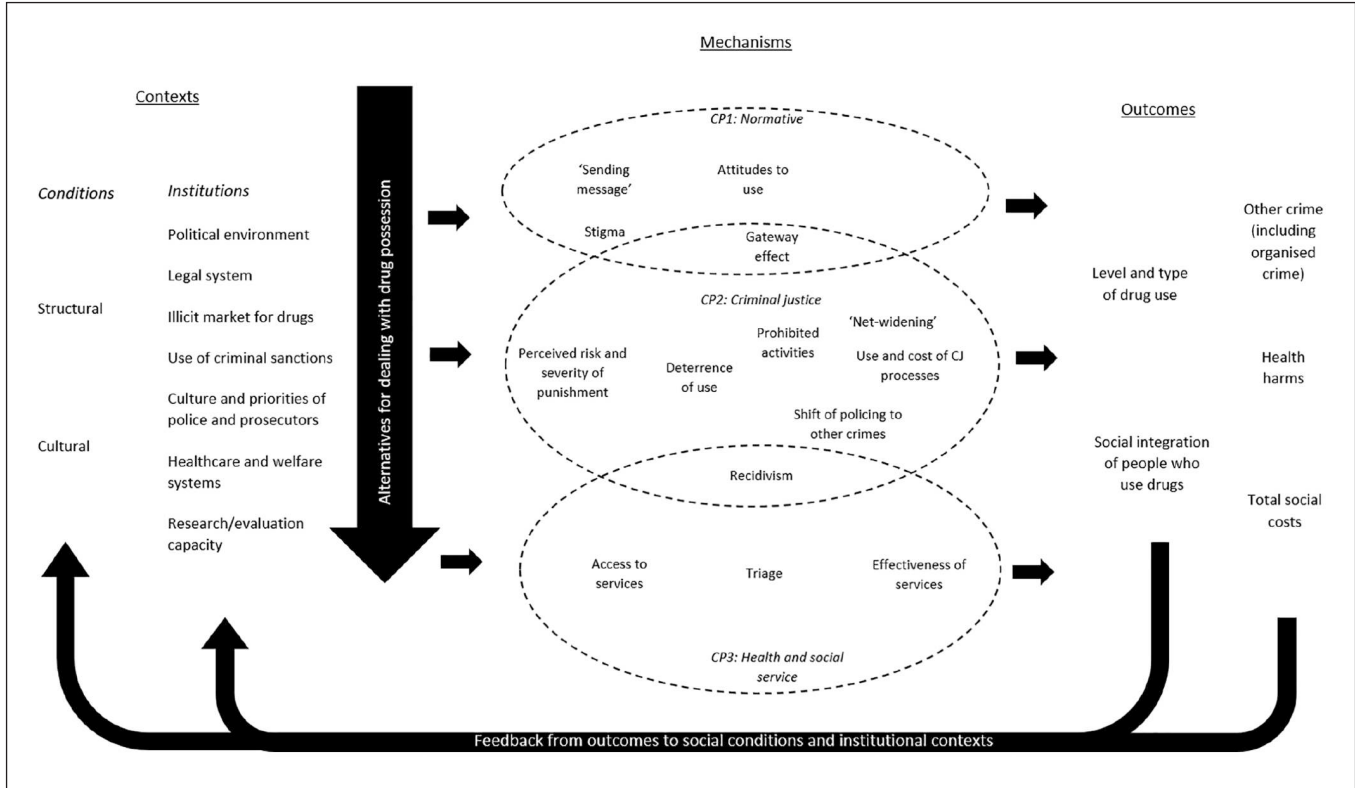 Mechanisms
Contexts
Outcomes
Conditions
Structural
Cultural
Institutions
Political environment
Legal system
Illicit market for drugs
Use of criminal sanctions
Culture and priorities of
police and prosecutors
Healthcare and welfare
systems
Research/evaluation
capacity
Alternatives for dealing with drug possession
CP1: Normative
‘Sending
message’
Attitudes to
use
Stigma
Gateway
effect
CP2: Criminal justice
‘Net-widening’
Prohibited
activities
Perceived risk and
severity of
punishment
Deterrence
of use
Use and cost of CJ
processes
Shift of policing to
other crimes
Recidivism
Access to
services
Triage
Effectiveness of
services
CP3: Health and social
service
Level and type
of drug use
Social integration
of people who
use drugs
Other crime
(including
organised
crime)
Health
harms
Total social
costs
Feedback from outcomes to social conditions and institutional contexts